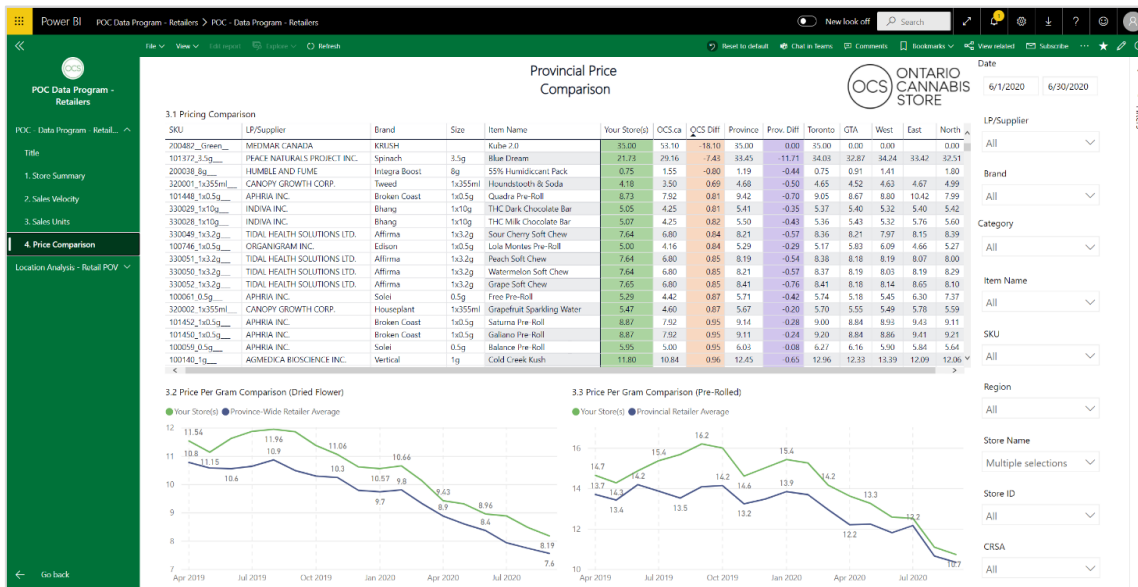 Power BI POC Data Program - Retailers > POC - Data Program - Retailers New look off Search 1
File View Edit report Explore Refresh Reset to default Chat in Teams Comments Bookmarks View related Subscribe ...
OCS
POC Data Program -
Retailers
POC - Data Program - Retail...
Title
1. Store Summary
2. Sales Velocity
3. Sales Units
4. Price Comparison
Location Analysis - Retail POV
Go back
Provincial Price
Comparison
OCS
ONTARIO
CANNABIS
STORE
3.1 Pricing Comparison
SKU LP/Supplier Brand Size Item Name Your Store(s) OCS.ca OCS Diff Province Prov. Diff Toronto GTA West East North
200482__Green__ MEDMAR CANADA KRUSH Kube 2.0 35.00 53.10 -18.10 35.00 0.00 35.00 0.00 0.00 0.00
101372_3.5g___ PEACE NATURALS PROJECT INC. Spinach 3.5g Blue Dream 21.73 29.16 -7.43 33.45 -11.71 34.03 32.87 34.24 33.42 32.51
200038_8g___ HUMBLE AND FUME Integra Boost 8g 55% Humidiccant Pack 0.75 1.55 -0.80 1.19 -0.44 0.75 0.91 1.41 1.80
320001_1x355ml___ CANOPY GROWTH CORP. Tweed 1x355ml Houndstooth & Soda 4.18 3.50 0.69 4.68 -0.50 4.65 4.52 4.63 4.67 4.99
101448_1x0.5g___ APHRIA INC. Broken Coast 1x0.5g Quadra Pre-Roll 8.73 7.92 0.81 9.42 -0.70 9.05 8.67 8.80 10.42 7.99
330029_1x10g___ INDIVA INC. Bhang 1x10g THC Dark Chocolate Bar 5.05 4.25 0.81 5.41 -0.35 5.37 5.40 5.32 5.40 5.42
330028_1x10g___ INDIVA INC. Bhang 1x10g THC Milk Chocolate Bar 5.07 4.25 0.82 5.50 -0.43 5.36 5.43 5.32 5.76 5.60
330049_1x3.2g___ TIDAL HEALTH SOLUTIONS LTD. Affirma 1x3.2g Sour Cherry Soft Chew 7.64 6.80 0.84 8.21 -0.57 8.36 8.21 7.97 8.15 8.39
100746_1x0.5g___ ORGANIGRAM INC. Edison 1x0.5g Lola Montes Pre-Roll 5.00 4.16 0.84 5.29 -0.29 5.17 5.83 6.09 4.66 5.27
330051_1x3.2g___ TIDAL HEALTH SOLUTIONS LTD. Affirma 1x3.2g Peach Soft Chew 7.64 6.80 0.85 8.19 -0.54 8.38 8.18 8.19 8.07 8.00
330050_1x3.2g___ TIDAL HEALTH SOLUTIONS LTD. Affirma 1x3.2g Watermelon Soft Chew 7.64 6.80 0.85 8.21 -0.57 8.37 8.19 8.03 8.19 8.29
330052_1x3.2g___ TIDAL HEALTH SOLUTIONS LTD. Affirma 1x3.2g Grape Soft Chew 7.65 6.80 0.85 8.41 -0.76 8.41 8.18 8.14 8.65 8.10
100061_0.5g___ APHRIA INC. Solei 0.5g Free Pre-Roll 5.29 4.42 0.87 5.71 -0.42 5.74 5.18 5.45 6.30 7.37
320002_1x355ml___ CANOPY GROWTH CORP. Houseplant 1x355ml Grapefruit Sparkling Water 5.47 4.60 0.87 5.67 -0.20 5.70 5.55 5.49 5.78 5.59
101452_1x0.5g___ APHRIA INC. Broken Coast 1x0.5g Saturna Pre-Roll 8.87 7.92 0.95 9.14 -0.28 9.00 8.84 8.93 9.43 9.11
101450_1x0.5g___ APHRIA INC. Broken Coast 1x0.5g Galiano Pre-Roll 8.87 7.92 0.95 9.11 -0.24 9.20 8.84 8.86 9.41 9.21
100059_0.5g___ APHRIA INC. Solei 0.5g Balance Pre-Roll 5.95 5.00 0.95 6.03 -0.08 6.27 6.16 5.90 5.84 5.64
100140_1g___ AGMEDICA BIOSCIENCE INC. Vertical 1g Cold Creek Kush 11.80 10.84 0.96 12.45 -0.65 12.96 12.33 13.39 12.09 12.06
3.2 Price Per Gram Comparison (Dried Flower)
Your Store(s) Province-Wide Retailer Average
12
11
10
9
8
7
11.54 11.96 11.06 10.66 9.43 8.96 8.19
11.15 10.57
10.8 10.6 10.9 10.3 9.7 9.8 8.9 8.4 7.6
Apr 2019 Jul 2019 Oct 2019 Jan 2020 Apr 2020 Jul 2020
3.3 Price Per Gram Comparison (Pre-Rolled)
Your Store(s) Provincial Retailer Average
16
14
12
10
14.7 14.3 15.4 16.2 14.6 15.4 14.2 13.3 12.2
13.7 13.4 14.2 13.5 14.2 13.2 13.9 12.2 10.7
Apr 2019 Jul 2019 Oct 2019 Jan 2020 Apr 2020 Jul 2020
Date
6/1/2020 6/30/2020
LP/Supplier
All
Brand
All
Category
All
Item Name
All
SKU
All
Region
All
Store Name
Multiple selections
Store ID
All
CRSA
All